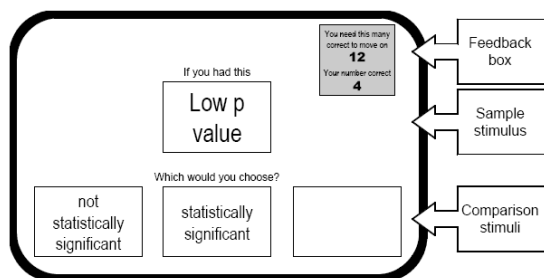 You need this many
correct to move on
12
Your number correct
4
If you had this
Low p
value
Which would you choose?
not
statistically
significant
statistically
significant
Feedback
box
Sample
stimulus
Comparison
stimuli